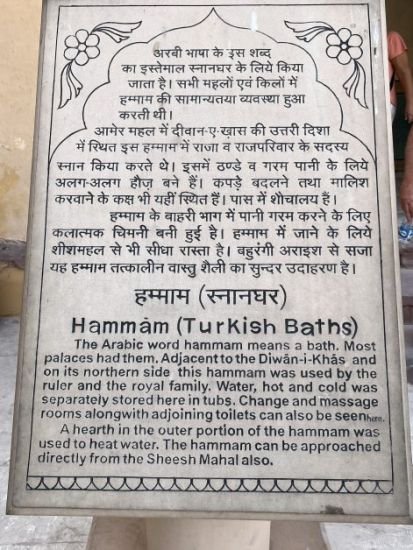 अरबी भाषा के इस शब्द
का इस्तेमाल स्नानघर के लिये किया
जाता है। सभी महलों एवं किलों में
हम्माम की सामान्यतया व्यवस्था हुआ
करती थी।
आमेर महल में दीवान-ए-ख़ास की उत्तरी दिशा
में स्थित इस हम्माम में राजा व राजपरिवार के सदस्य
स्नान किया करते थे। इसमें ठण्डे व गरम पानी के लिये
अलग-अलग हौज़ बने हैं। कपड़े बदलने तथा मालिश
करवाने के कक्ष भी यहीं स्थित हैं। पास में शौचालय हैं।
हम्माम के बाहरी भाग में पानी गरम करने के लिए
कलात्मक चिमनी बनी हुई है। हम्माम में जाने के लिये
शीशमहल से भी सीधा रास्ता है। बहुरंगी अराइश से सजा
यह हम्माम तत्कालीन वास्तु शैली का सुन्दर उदाहरण है।
हम्माम (स्नानघर)
Hammām (Turkish Baths)
The Arabic word hammam means a bath. Most
palaces had them. Adjacent to the Diwān-i-Khās and
on its northern side this hammam was used by the
ruler and the royal family. Water, hot and cold was
separately stored here in tubs. Change and massage
rooms alongwith adjoining toilets can also be seen here.
A hearth in the outer portion of the hammam was
used to heat water. The hammam can be approached
directly from the Sheesh Mahal also.